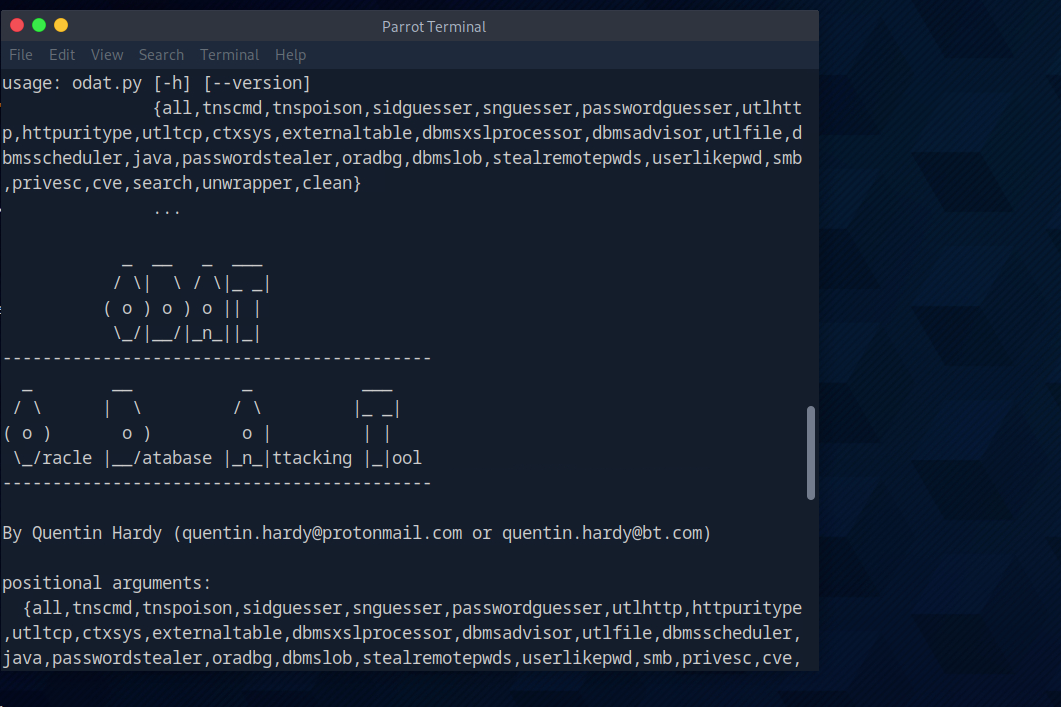 Parrot Terminal
File Edit View Search Terminal Help
usage: odat.py [-h] [--version]
               {all,tnscmd,tnspoison,sidguesser,snguesser,passwordguesser,utlhtt
p,httpuritype,utltcp,ctxsys,externaltable,dbmsxslprocessor,dbmsadvisor,utlfile,d
bmsscheduler,java,passwordstealer,oradbg,dbmslob,stealremotepwds,userlikepwd,smb
,privesc,cve,search,unwrapper,clean}
               ...
            _  __   _  ___
           / \|  \ / \|_ _|
          ( o ) o ) o || |
           \_/|__/|_n_||_|
-------------------------------------------
  _        __           _           ___
 / \      |  \         / \         |_ _|
( o )       o )         o |         | |
 \_/racle |__/atabase |_n_|ttacking |_|ool
-------------------------------------------
By Quentin Hardy (quentin.hardy@protonmail.com or quentin.hardy@bt.com)
positional arguments:
  {all,tnscmd,tnspoison,sidguesser,snguesser,passwordguesser,utlhttp,httpuritype
,utltcp,ctxsys,externaltable,dbmsxslprocessor,dbmsadvisor,utlfile,dbmsscheduler,
java,passwordstealer,oradbg,dbmslob,stealremotepwds,userlikepwd,smb,privesc,cve,